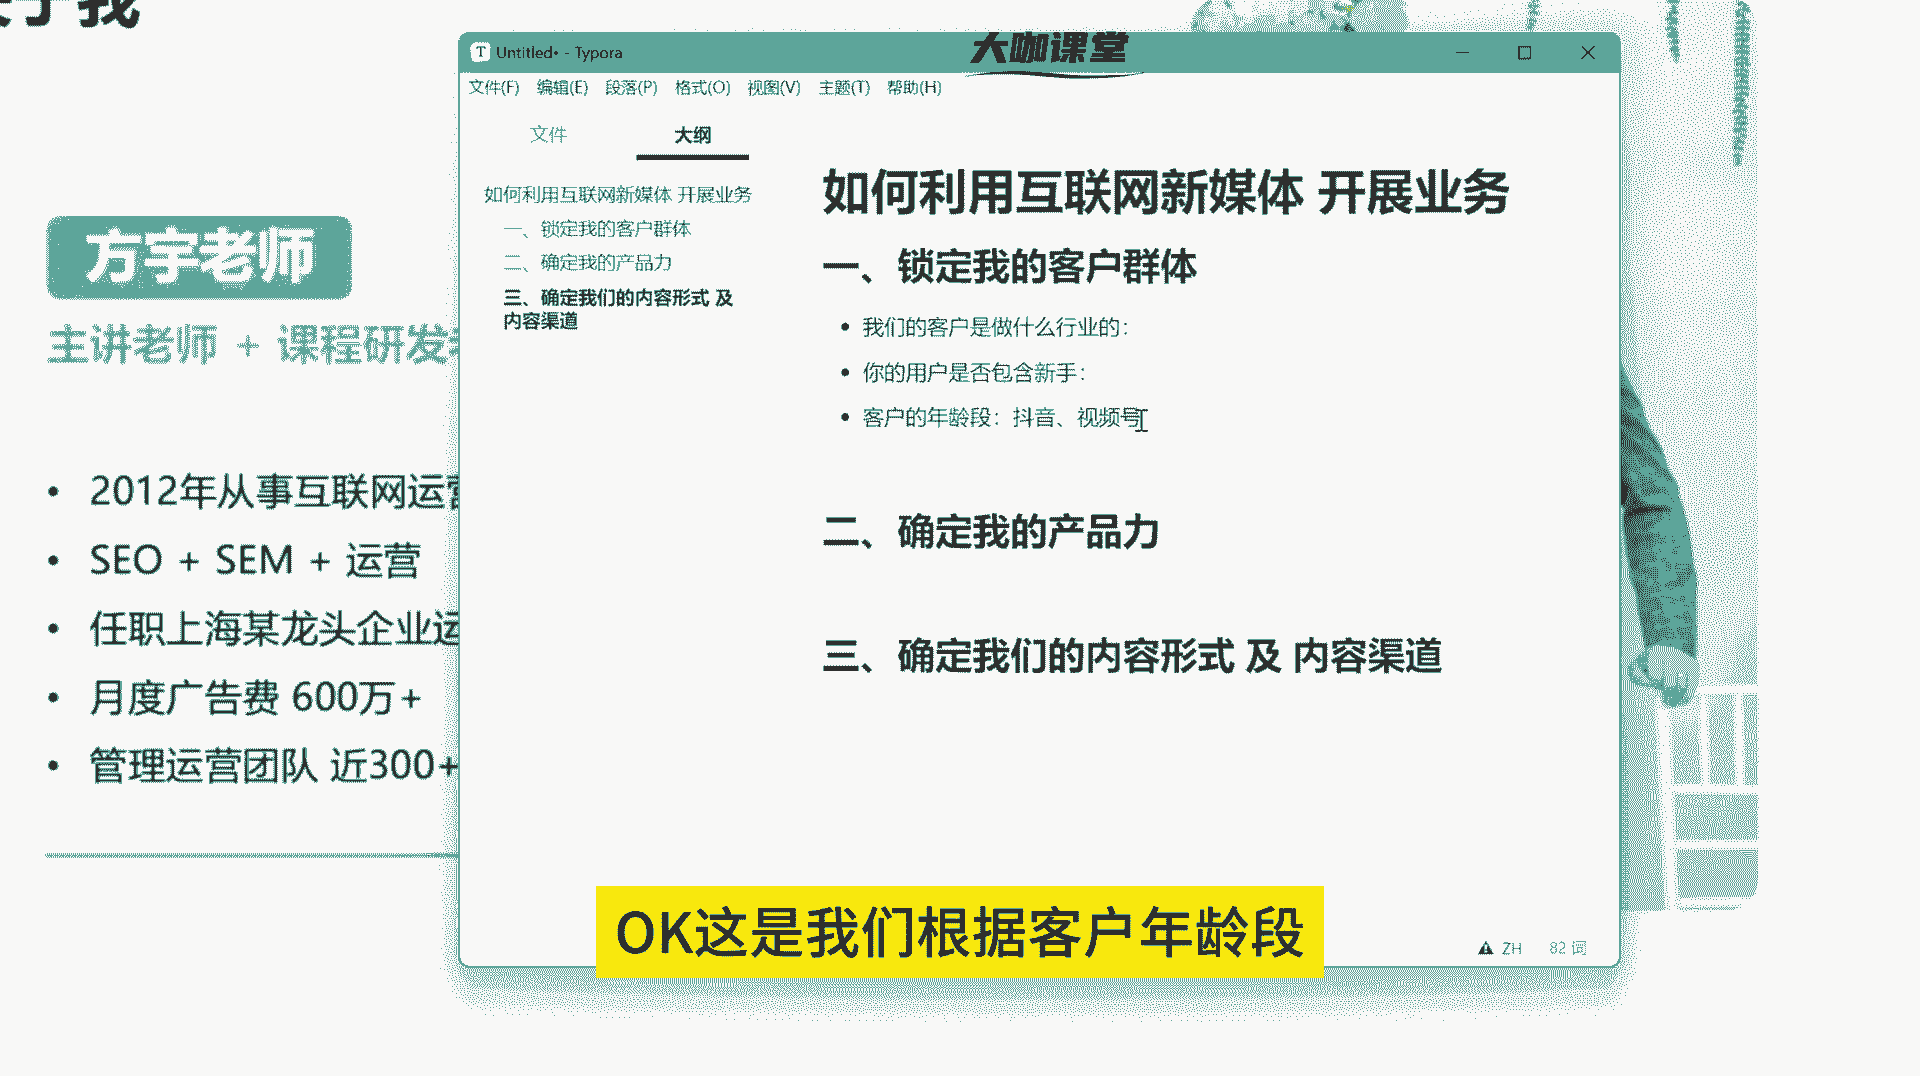 于我
方宇老师
主讲老师 + 课程研发
2012年从事互联网运营
SEO + SEM + 运营
任职上海某龙头企业运
月度广告费 600万+
管理运营团队 近300+
Untitled• - Typora
大咖课堂
文件(F) 编辑(E) 段落(P) 格式(O) 视图(V) 主题(T) 帮助(H)
文件 大纲
如何利用互联网新媒体 开展业务
一、锁定我的客户群体
二、确定我的产品力
三、确定我们的内容形式 及
内容渠道
如何利用互联网新媒体 开展业务
一、锁定我的客户群体
我们的客户是做什么行业的：
你的用户是否包含新手：
客户的年龄段：抖音、视频号
二、确定我的产品力
三、确定我们的内容形式 及 内容渠道
ZH 82 词
OK这是我们根据客户年龄段